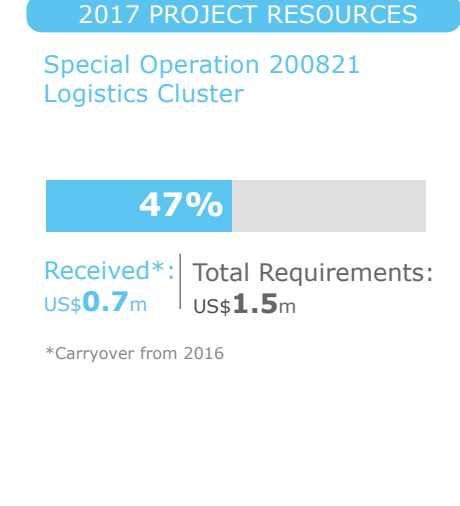 2017 PROJECT RESOURCES
Special Operation 200821
Logistics Cluster
47%
Received*:
US$0.7m
Total Requirements:
US$1.5m
*Carryover from 2016